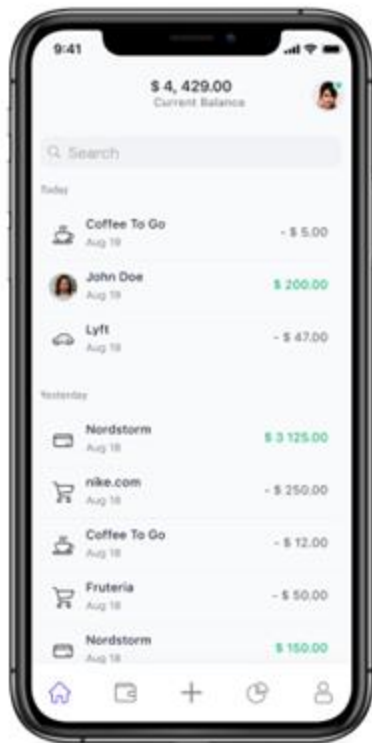 9:41
$ 4, 429.00
Current Balance
Search
Today
Coffee To Go
- $ 5.00
Aug 19
John Doe
$ 200.00
Aug 19
Lyft
- $ 47.00
Aug 19
Yesterday
Nordstorm
$ 3 125.00
Aug 18
nike.com
- $ 250.00
Aug 18
Coffee To Go
- $ 12.00
Aug 18
Fruteria
- $ 50.00
Aug 18
Nordstorm
$ 150.00
Aug 18